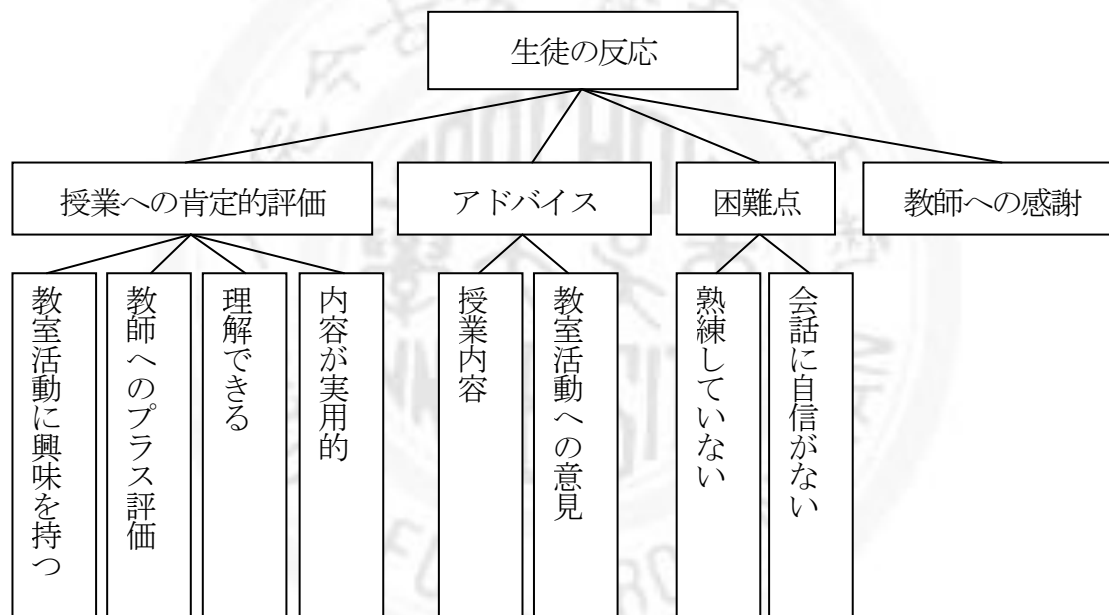 生徒の反応
授業への肯定的評価
アドバイス
困難点
教師への感謝
教室活動に興味を持つ
教師へのプラス評価
理解できる
内容が実用的
授業内容
教室活動への意見
熟練していない
会話に自信がない